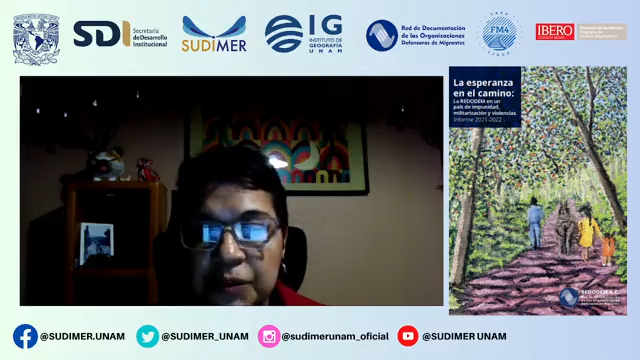 SDI
Secretaría
de Desarrollo
Institucional
SUDIMER
IG
INSTITUTO DE
GEOGRAFÍA
UNAM
Red de Documentación
de las Organizaciones
Defensoras de Migrantes
FM4
IBERO
La esperanza
en el camino:
La REDODEM en un
país de impunidad,
militarización y violencias.
Informe 2021-2022
REDODEM A.C.
@SUDIMER.UNAM
@SUDIMER_UNAM
@sudimerunam_oficial
@SUDIMER UNAM